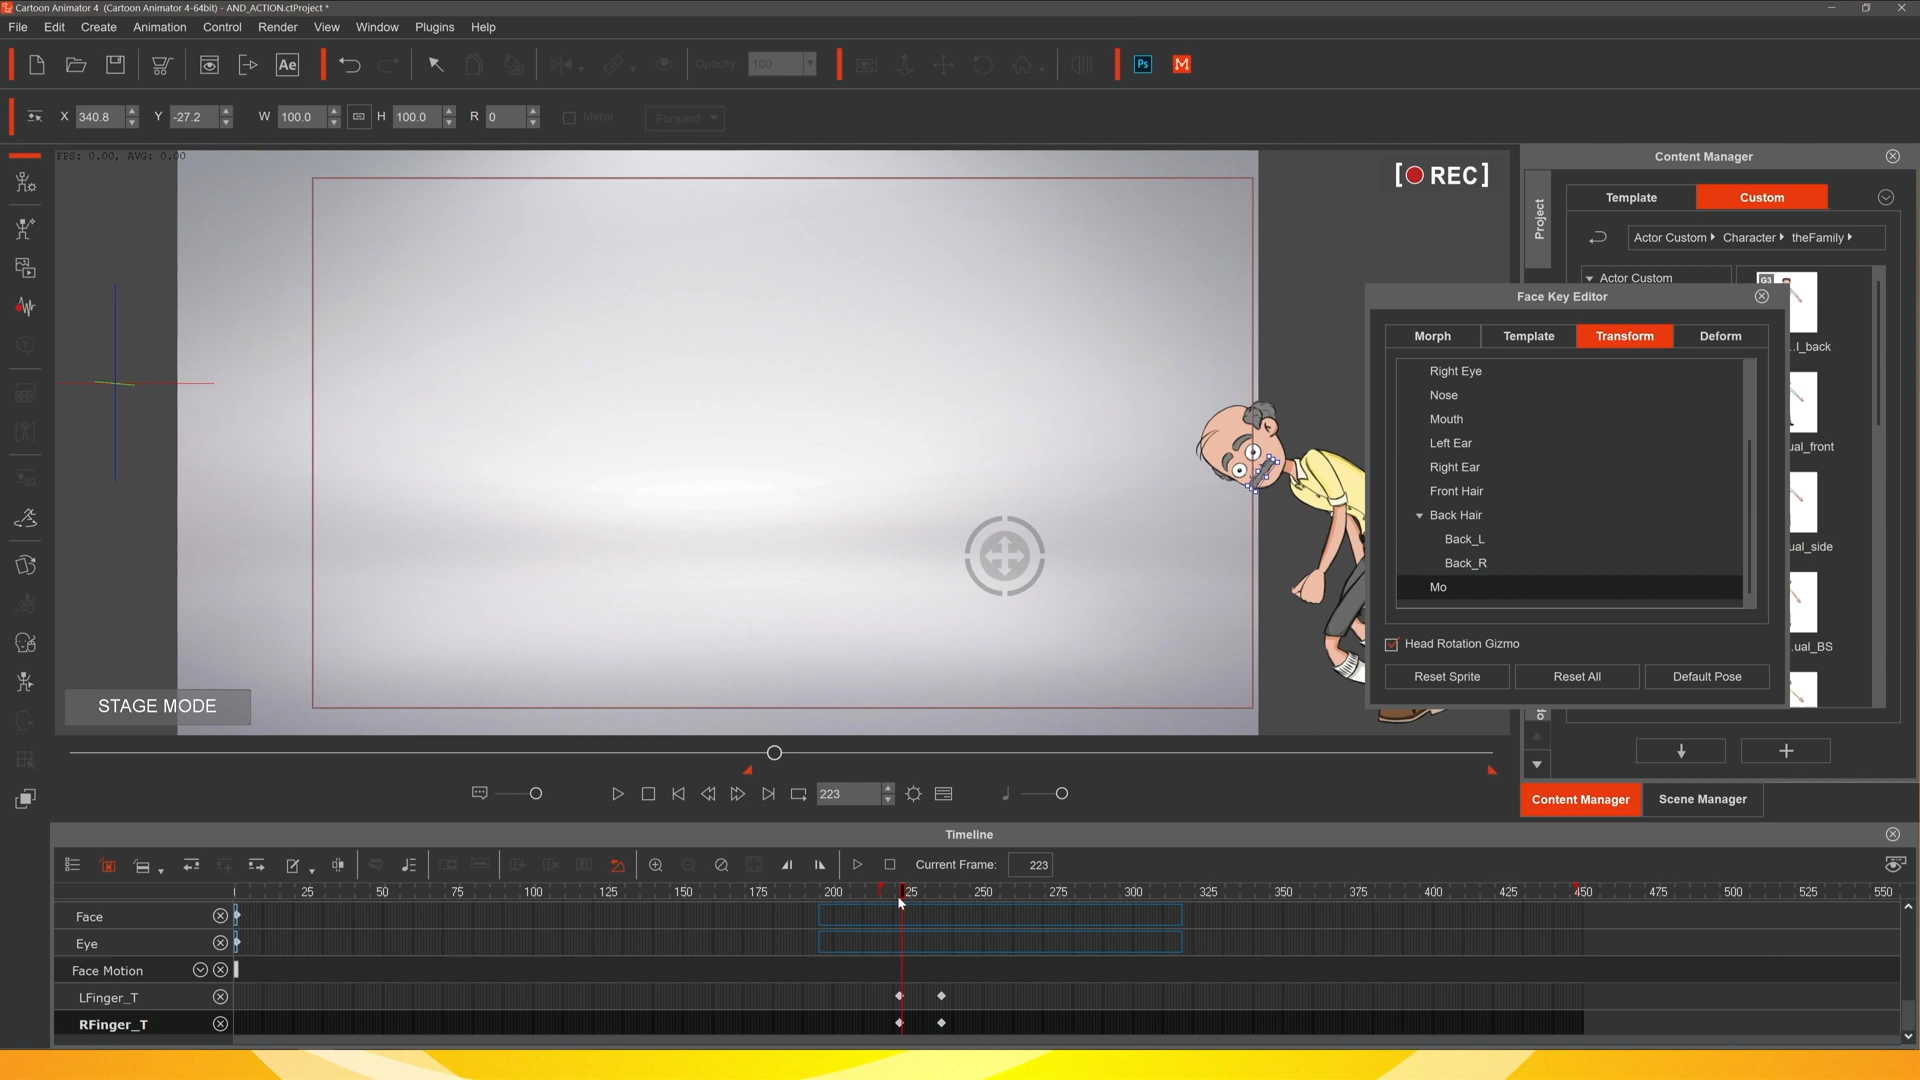 Cartoon Animator 4 (Cartoon Animator 4-64bit) - AND_ACTION.ctProject *
File Edit Create Animation Control Render View Window Plugins Help
Ae Opacity 100 Ps M
X 340.8 Y -27.2 W 100.0 H 100.0 R 0 Mirror Forward
FPS: 0.00, AVG: 0.00
[ REC]
STAGE MODE
Content Manager
Project
Template Custom
Actor Custom Character theFamily
Actor Custom
G3
...l_back
ual_front
ual_side
...ual_BS
Face Key Editor
Morph Template Transform Deform
Right Eye
Nose
Mouth
Left Ear
Right Ear
Front Hair
Back Hair
Back_L
Back_R
Mo
Head Rotation Gizmo
Reset Sprite Reset All Default Pose
Content Manager Scene Manager
223
Timeline
Current Frame: 223
25 50 75 100 125 150 175 200 225 250 275 300 325 350 375 400 425 450 475 500 525 550
Face
Eye
Face Motion
LFinger_T
RFinger_T